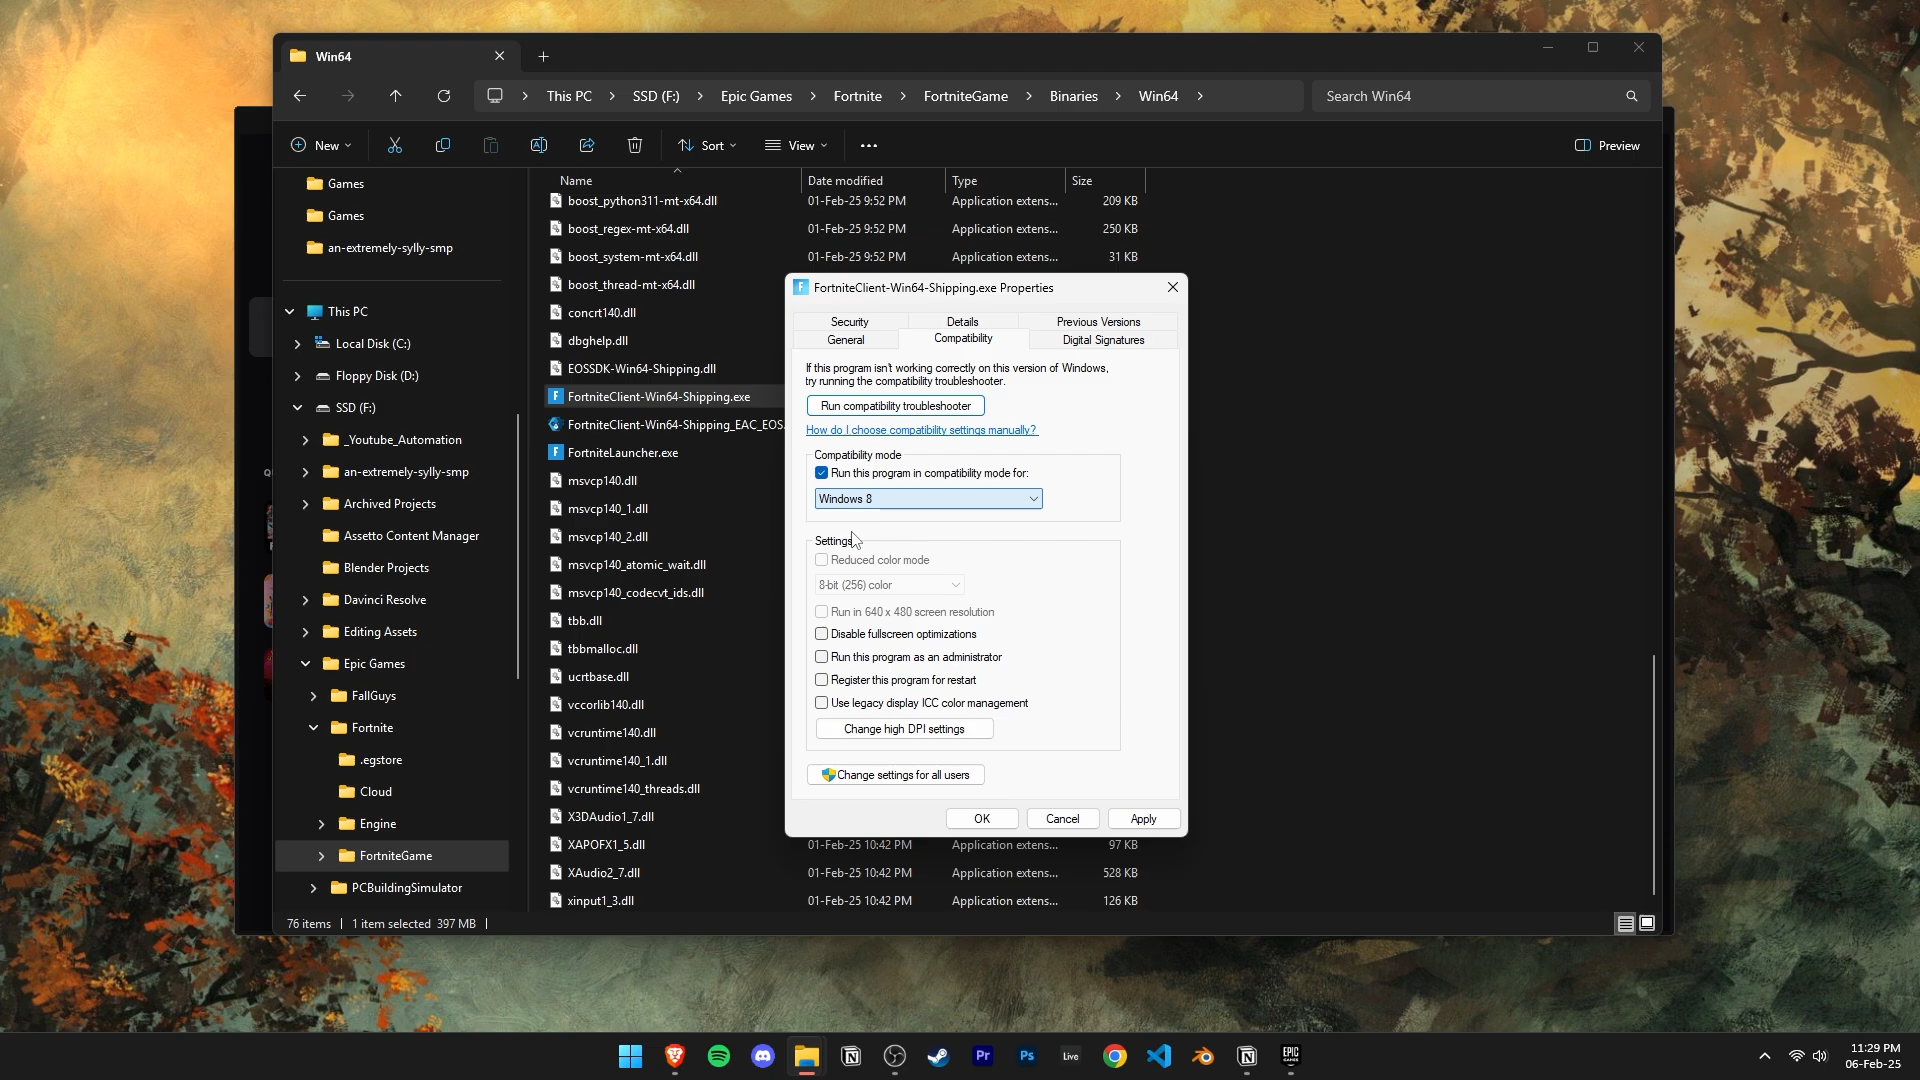 Win64
This PC
SSD (F:)
Epic Games
Fortnite
FortniteGame
Binaries
Win64
Search Win64
New
Sort
View
Preview
Games
Games
an-extremely-sylly-smp
This PC
Local Disk (C:)
Floppy Disk (D:)
SSD (F:)
_Youtube_Automation
an-extremely-sylly-smp
Archived Projects
Assetto Content Manager
Blender Projects
Davinci Resolve
Editing Assets
Epic Games
FallGuys
Fortnite
.egstore
Cloud
Engine
FortniteGame
PCBuildingSimulator
Name Date modified Type Size
boost_python311-mt-x64.dll 01-Feb-25 9:52 PM Application extens... 209 KB
boost_regex-mt-x64.dll 01-Feb-25 9:52 PM Application extens... 250 KB
boost_system-mt-x64.dll 01-Feb-25 9:52 PM Application extens... 31 KB
boost_thread-mt-x64.dll
concrt140.dll
dbghelp.dll
EOSSDK-Win64-Shipping.dll
FortniteClient-Win64-Shipping.exe
FortniteClient-Win64-Shipping_EAC_EOS.
FortniteLauncher.exe
msvcp140.dll
msvcp140_1.dll
msvcp140_2.dll
msvcp140_atomic_wait.dll
msvcp140_codecvt_ids.dll
tbb.dll
tbbmalloc.dll
ucrtbase.dll
vccorlib140.dll
vcruntime140.dll
vcruntime140_1.dll
vcruntime140_threads.dll
X3DAudio1_7.dll
XAPOFX1_5.dll 01-Feb-25 10:42 PM Application extens... 97 KB
XAudio2_7.dll 01-Feb-25 10:42 PM Application extens... 528 KB
xinput1_3.dll 01-Feb-25 10:42 PM Application extens... 126 KB
FortniteClient-Win64-Shipping.exe Properties
Security Details Previous Versions
General Compatibility Digital Signatures
If this program isn't working correctly on this version of Windows,
try running the compatibility troubleshooter.
Run compatibility troubleshooter
How do I choose compatibility settings manually?
Compatibility mode
Run this program in compatibility mode for:
Windows 8
Settings
Reduced color mode
8-bit (256) color
Run in 640 x 480 screen resolution
Disable fullscreen optimizations
Run this program as an administrator
Register this program for restart
Use legacy display ICC color management
Change high DPI settings
Change settings for all users
OK Cancel Apply
76 items 1 item selected 397 MB
Pr
Ps
Live
EPIC
GAMES
11:29 PM
06-Feb-25